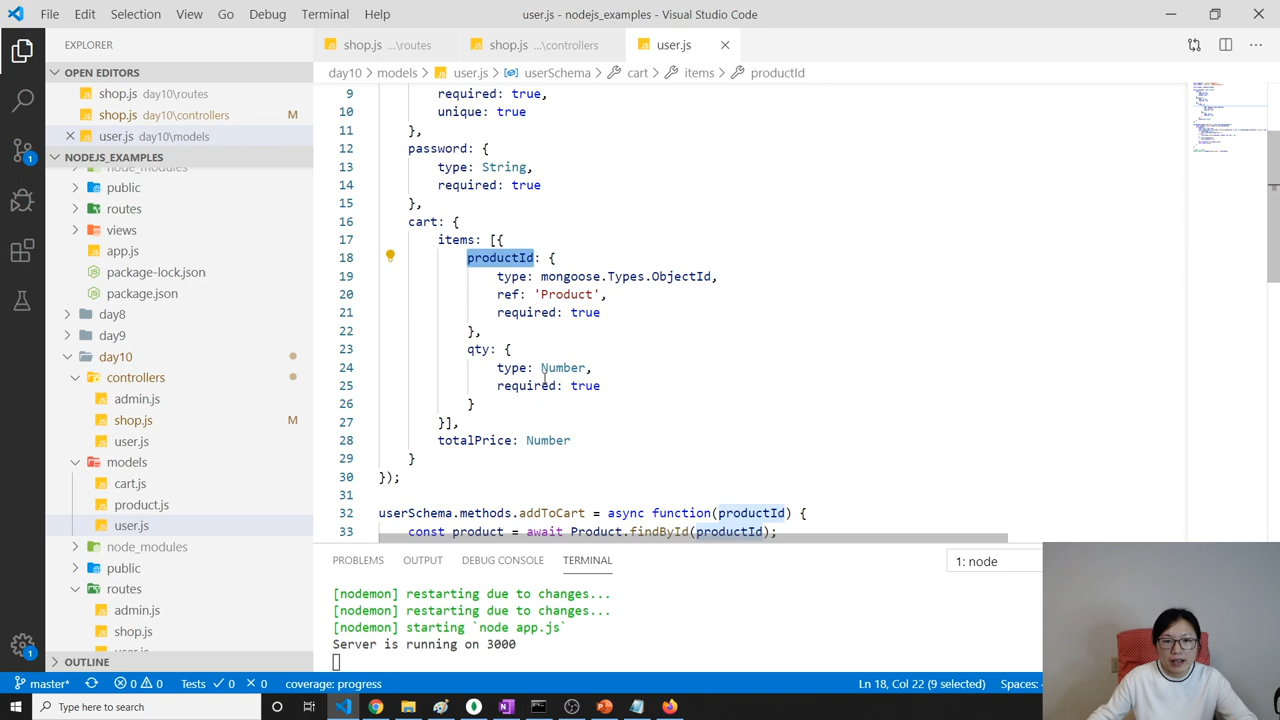 File Edit Selection View Go Debug Terminal Help
user.js - nodejs_examples - Visual Studio Code
EXPLORER
OPEN EDITORS
shop.js day10\routes
shop.js day10\controllers M
user.js day10\models
NODEJS_EXAMPLES
node_modules
public
routes
views
app.js
package-lock.json
package.json
day8
day9
day10
controllers
admin.js
shop.js M
user.js
models
cart.js
product.js
user.js
node_modules
public
routes
admin.js
shop.js
OUTLINE
shop.js ...\routes shop.js ...\controllers user.js
day10 models user.js userSchema cart items productId
9 required: true,
10 unique: true
11 },
12 password: {
13 type: String,
14 required: true
15 },
16 cart: {
17 items: [{
18 productId: {
19 type: mongoose.Types.ObjectId,
20 ref: 'Product',
21 required: true
22 },
23 qty: {
24 type: Number,
25 required: true
26 }
27 }],
28 totalPrice: Number
29 }
30 });
31
32 userSchema.methods.addToCart = async function(productId) {
33 const product = await Product.findById(productId);
PROBLEMS OUTPUT DEBUG CONSOLE TERMINAL
1: node
[nodemon] restarting due to changes...
[nodemon] restarting due to changes...
[nodemon] starting `node app.js`
Server is running on 3000
1
1
master* 0 0 Tests 0 0 coverage: progress
Ln 18, Col 22 (9 selected) Spaces:
Type here to search